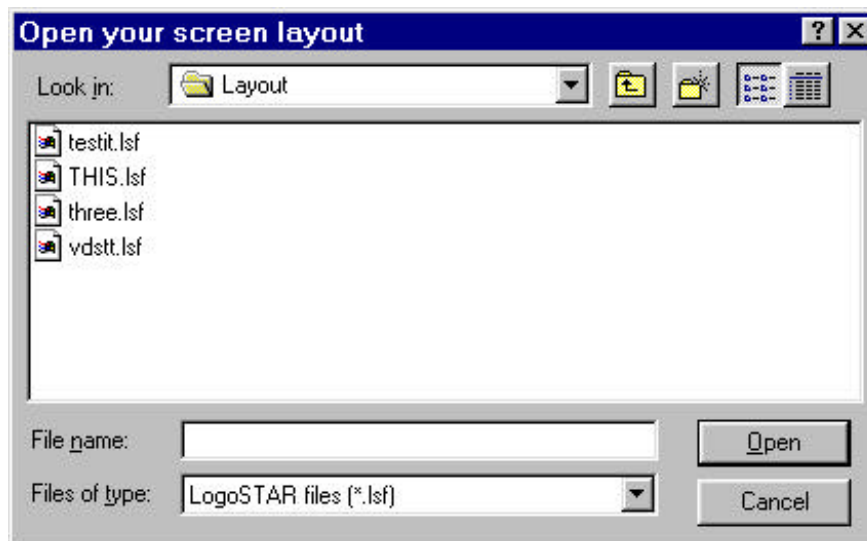 Open your screen layout
Look in: Layout
testit.lsf
THIS.lsf
three.lsf
vdstt.lsf
File name: Open
Files of type: LogoSTAR files (*.lsf) Cancel